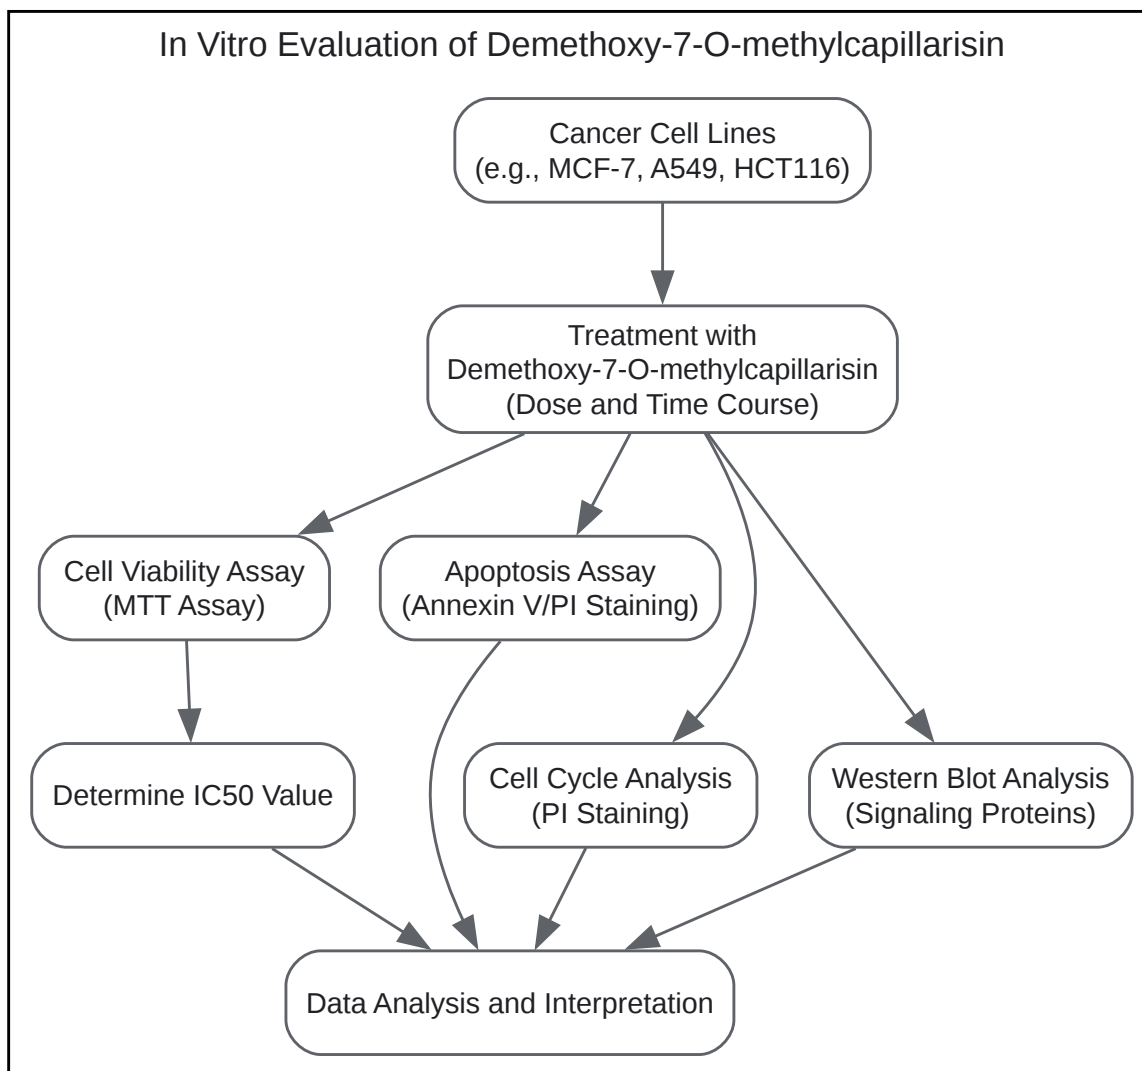 In Vitro Evaluation of Demethoxy-7-O-methylcapillarisin
Cancer Cell Lines
(e.g., MCF-7, A549, HCT116)
Treatment with
Demethoxy-7-O-methylcapillarisin
(Dose and Time Course)
Cell Viability Assay
(MTT Assay)
Apoptosis Assay
(Annexin V/PI Staining)
Determine IC50 Value
Cell Cycle Analysis
(PI Staining)
Western Blot Analysis
(Signaling Proteins)
Data Analysis and Interpretation